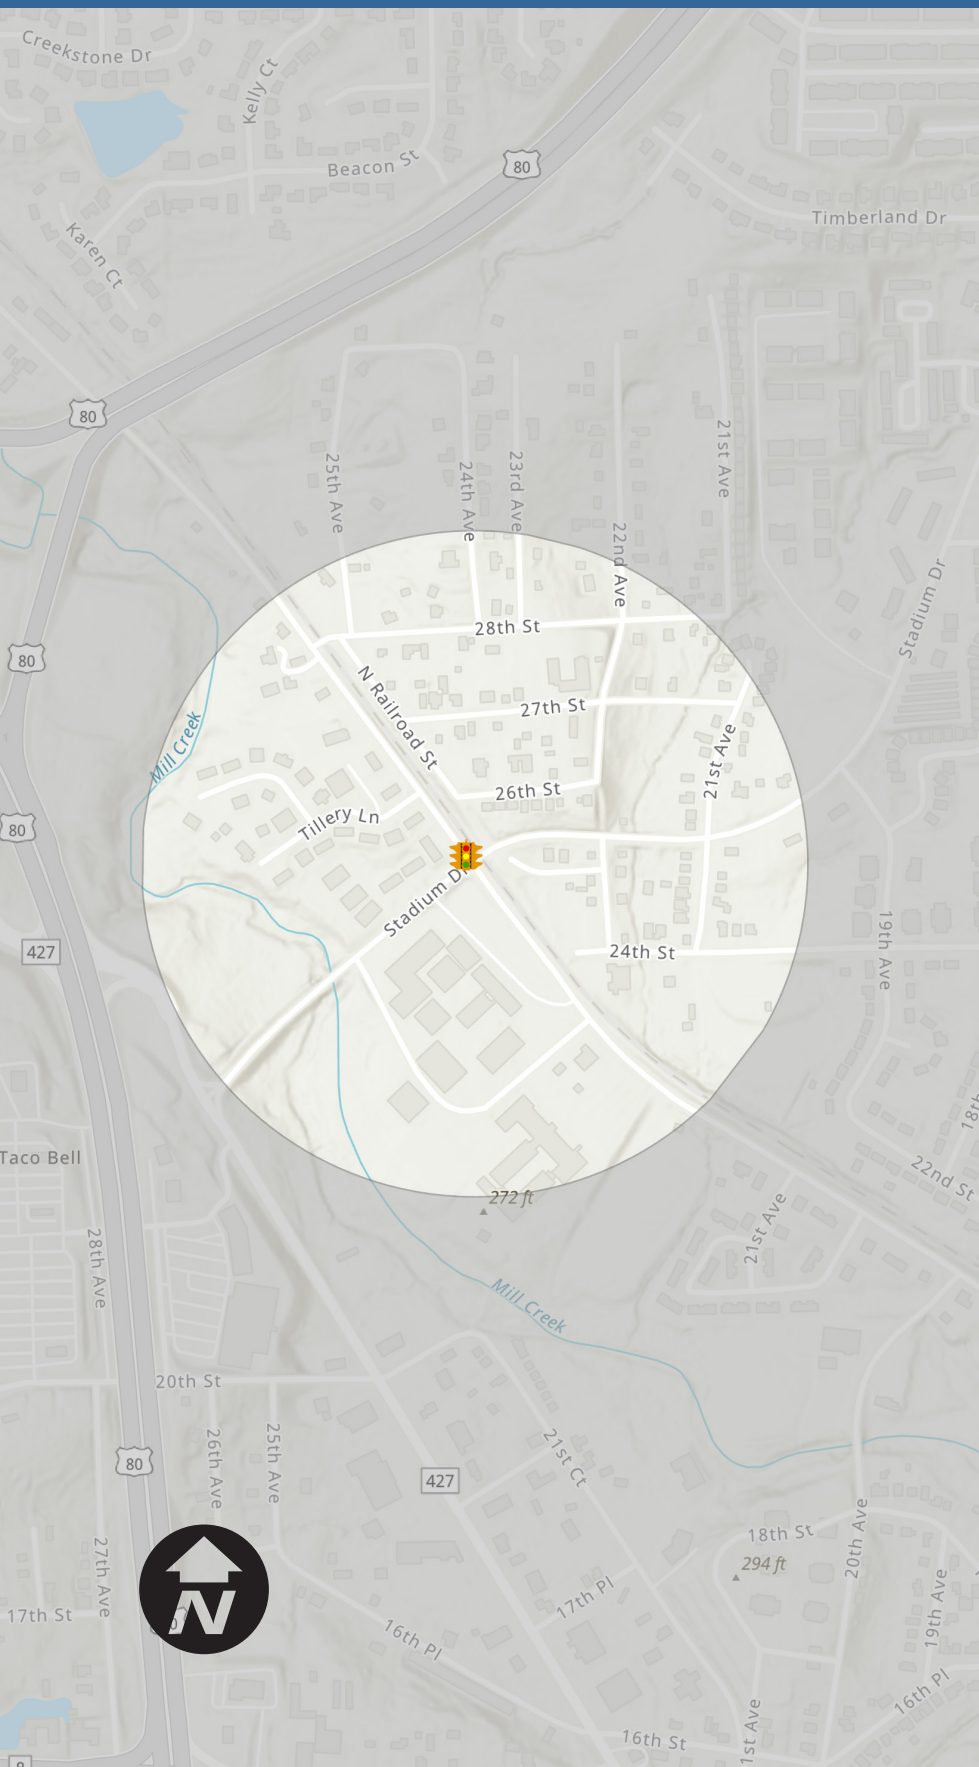 Creekstone Dr
Kelly Ct
Beacon St
80
Timberland Dr
Karen Ct
80
21st Ave
25th Ave
24th Ave
23rd Ave
22nd Ave
Stadium Dr
28th St
80
N Railroad St
27th St
Mill Creek
21st Ave
26th St
Tillery Ln
80
Stadium Dr
427
24th St
19th Ave
18th
Taco Bell
22nd St
272 ft
21st Ave
28th Ave
Mill Creek
20th St
26th Ave
25th Ave
21st Ct
80
427
18th St
20th Ave
294 ft
27th Ave
N
17th St
17th Pl
19th Ave
16th Pl
16th Pl
1st Ave
16th St
8